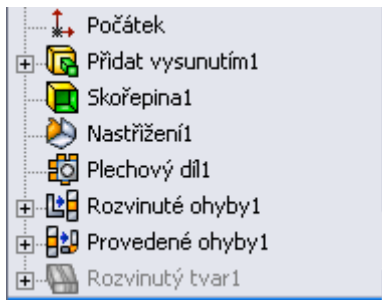 Počátek
Přidat vysunutím1
Skořepina1
Nastřižení1
Plechový díl1
Rozvinuté ohyby1
Provedené ohyby1
Rozvinutý tvar1